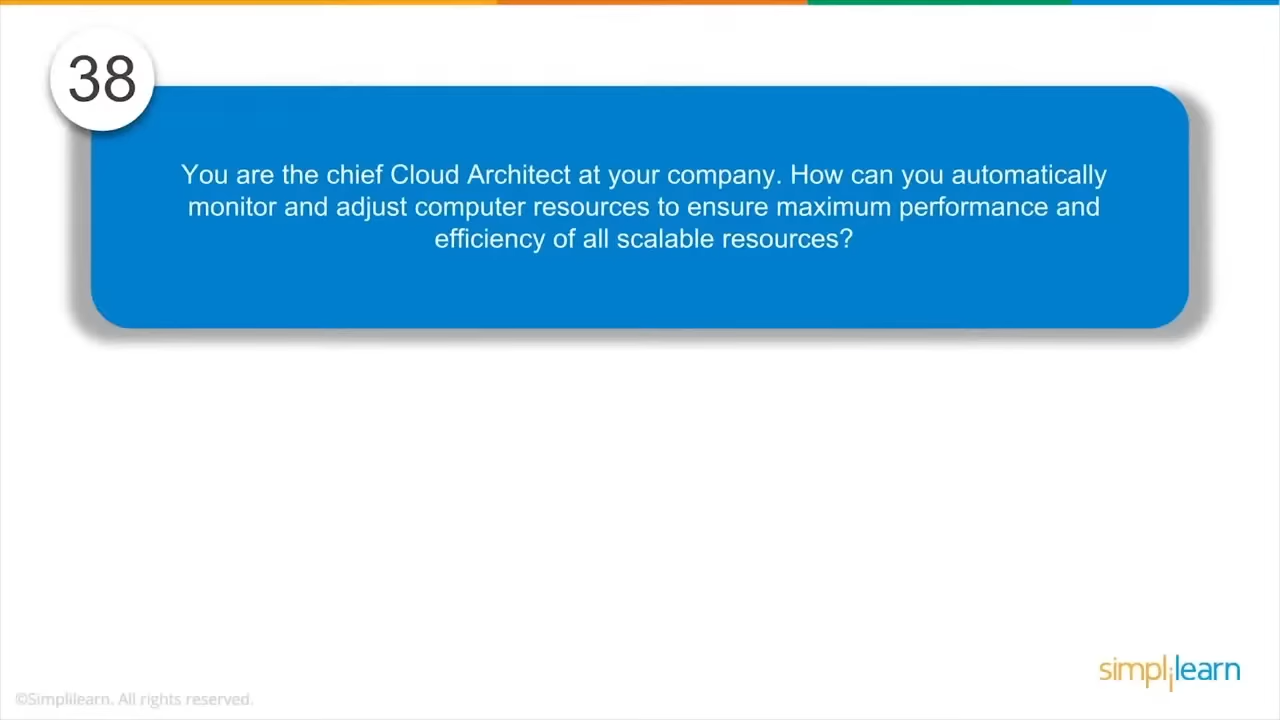 38
You are the chief Cloud Architect at your company. How can you automatically
monitor and adjust computer resources to ensure maximum performance and
efficiency of all scalable resources?
simplilearn
©Simplilearn. All rights reserved.